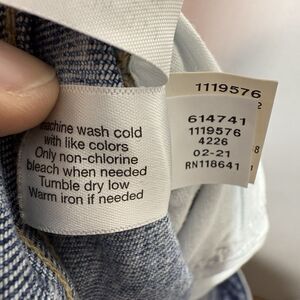 machine wash cold
with like colors
Only non-chlorine
bleach when needed
Tumble dry low
Warm iron if needed
1119576
614741
1119576
4226
02-21
RN118641